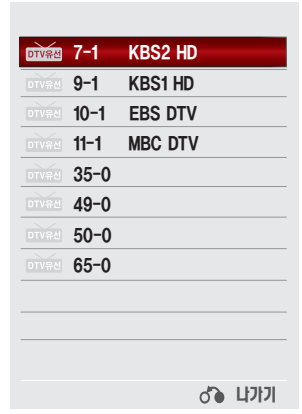 DTV유선 7-1 KBS2 HD
DTV유선 9-1 KBS1 HD
DTV유선 10-1 EBS DTV
DTV유선 11-1 MBC DTV
DTV유선 35-0
DTV유선 49-0
DTV유선 50-0
DTV유선 65-0
나가기